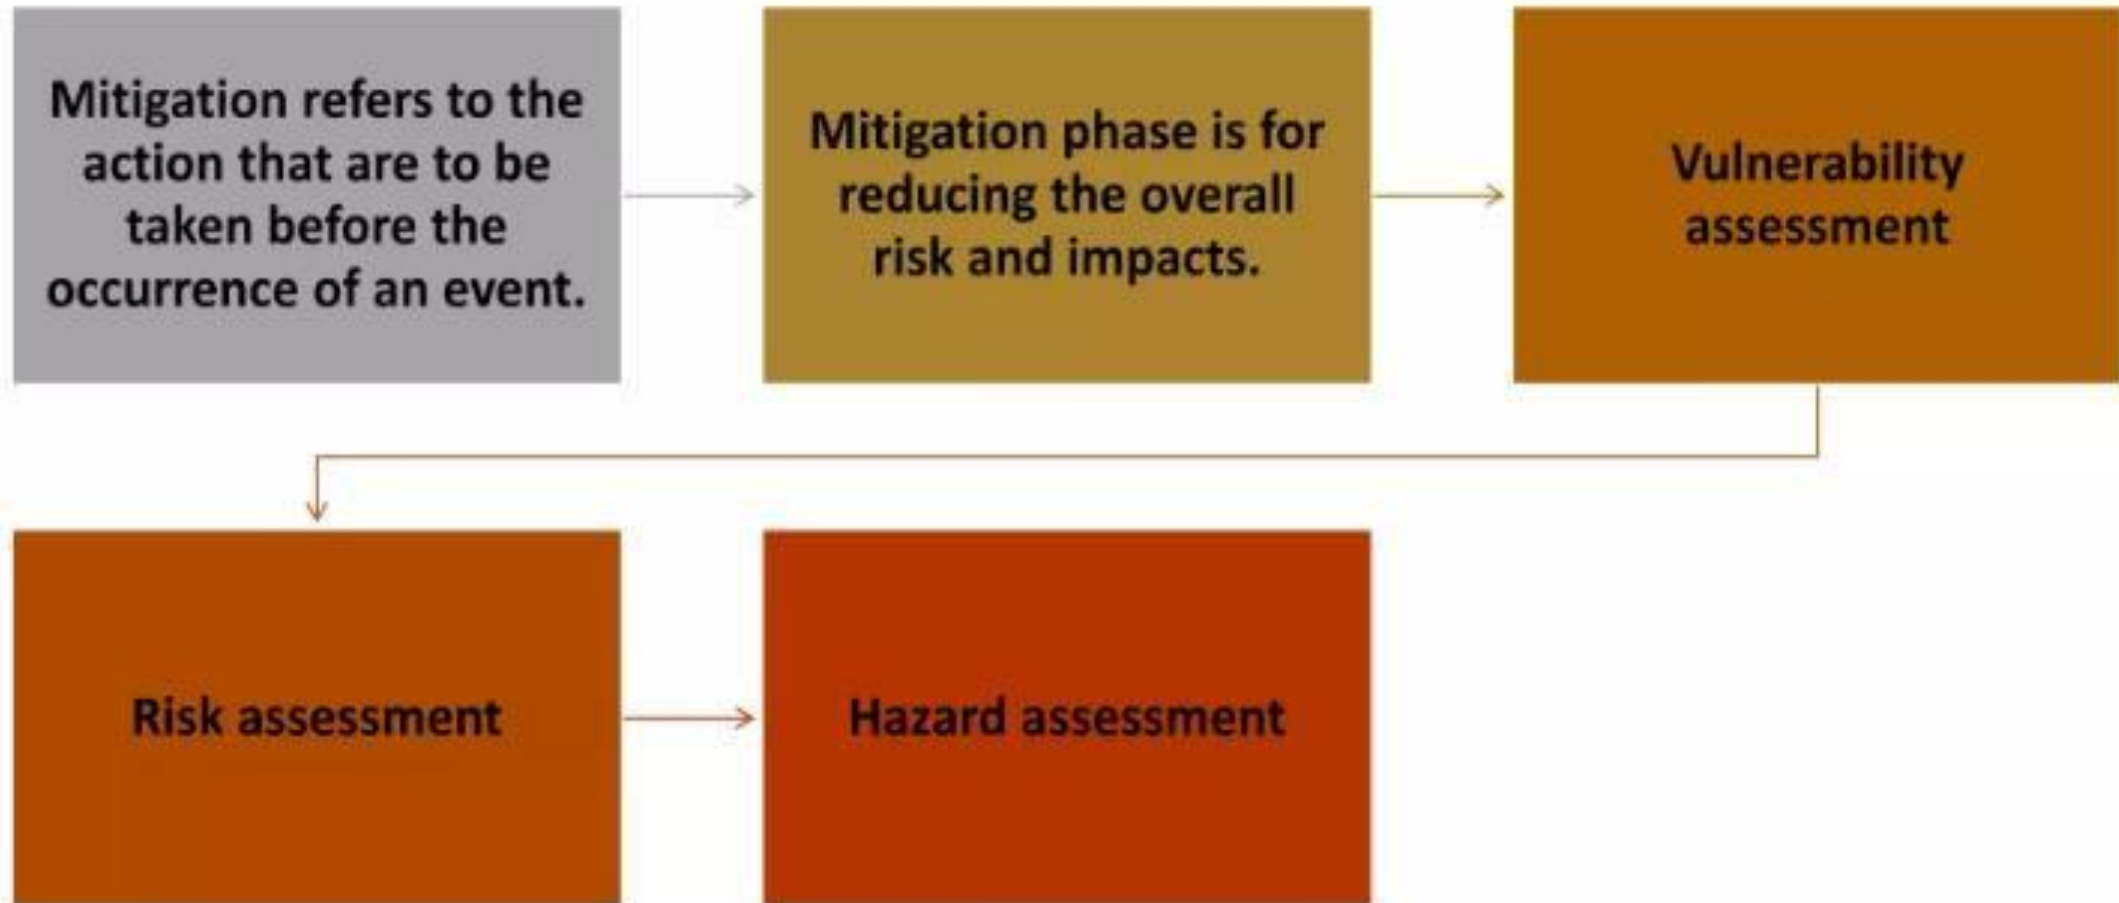 Mitigation refers to the
action that are to be
taken before the
occurrence of an event.
Mitigation phase is for
reducing the overall
risk and impacts.
Vulnerability
assessment
Risk assessment
Hazard assessment